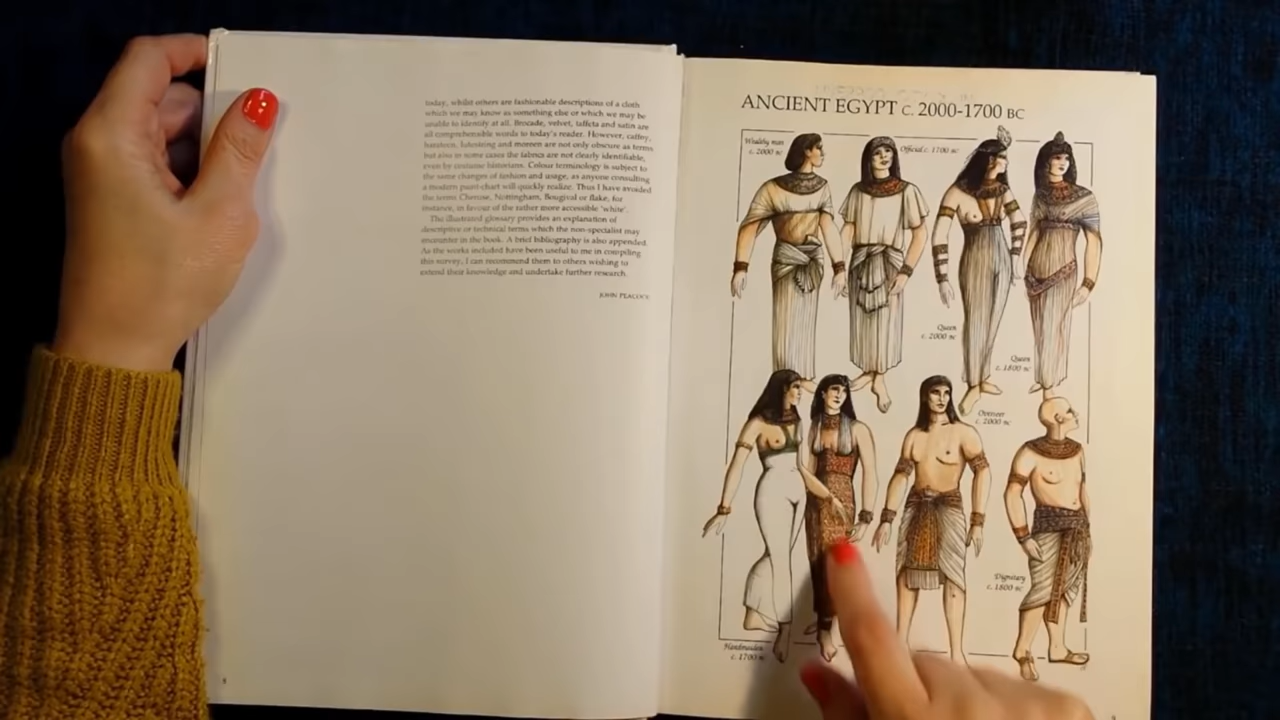 today, whilst others are fashionable descriptions of a cloth
which we may know as something else or which we may be
unable to identify at all. Brocade, velvet, taffeta and satin are
all comprehensible words to today's reader. However, caffoy,
harateen, lutestring and moreen are not only obscure as terms
but also in some cases the fabrics are not clearly identifiable,
even by costume historians. Colour terminology is subject to
the same changes of fashion and usage, as anyone consulting
a modern paint-chart will quickly realize. Thus I have avoided
the terms Cherose, Nottingham, Bougival or flake, for
instance, in favour of the rather more accessible 'white'.
The illustrated glossary provides an explanation of
descriptive or technical terms which the non-specialist may
encounter in the book. A brief bibliography is also appended.
As the works included have been useful to me in compiling
this survey, I can recommend them to others wishing to
extend their knowledge and undertake further research.
JOHN PEACOCK
ANCIENT EGYPT c. 2000-1700 BC
Wealthy man
c. 2000 BC
Official c. 1700 BC
Queen
c. 2000 BC
Queen
c. 1800 BC
Overseer
c. 2000 BC
Dignitary
c. 1800 BC
Handmaiden
c. 1700 BC